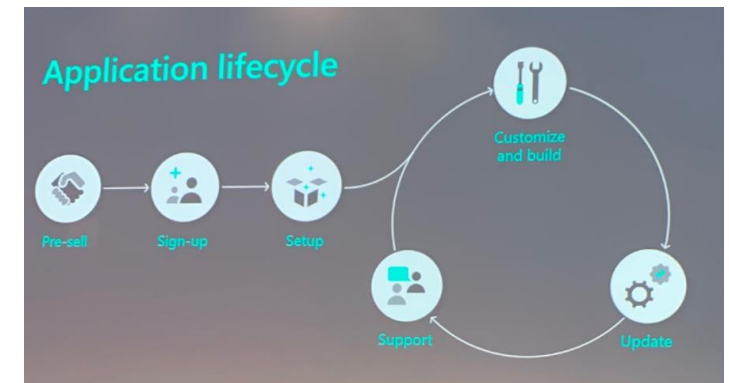 Application lifecycle
Customize
and build
Pre-sell
Sign-up
Setup
Support
Update